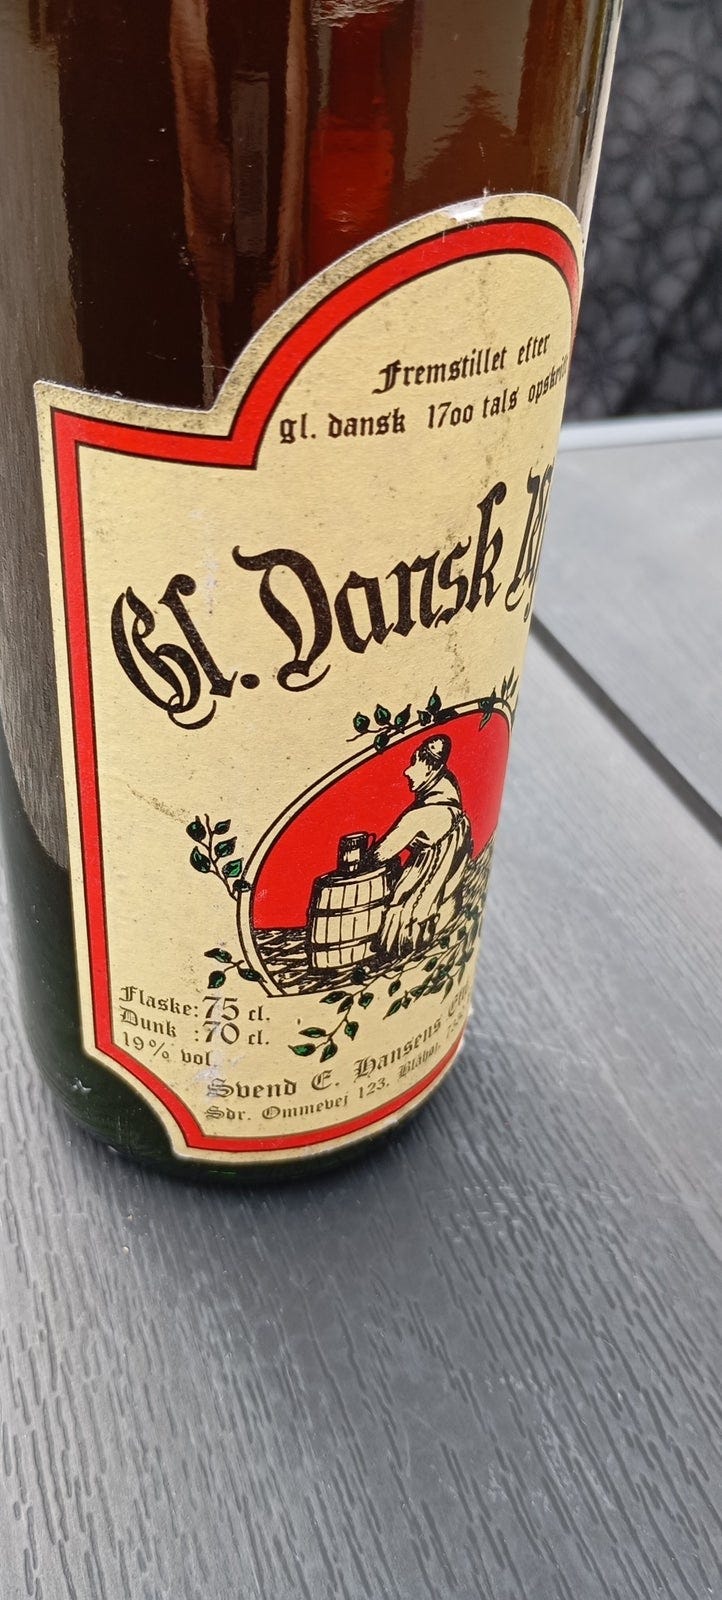 Fremstillet efter
gl. dansk 1700 tals
Gl. Dansk
Flaske: 75 cl.
Dunk : 70 cl.
19% vol
Svend E. Hansens
Sdr. Ommevej 123, Blåhøj,